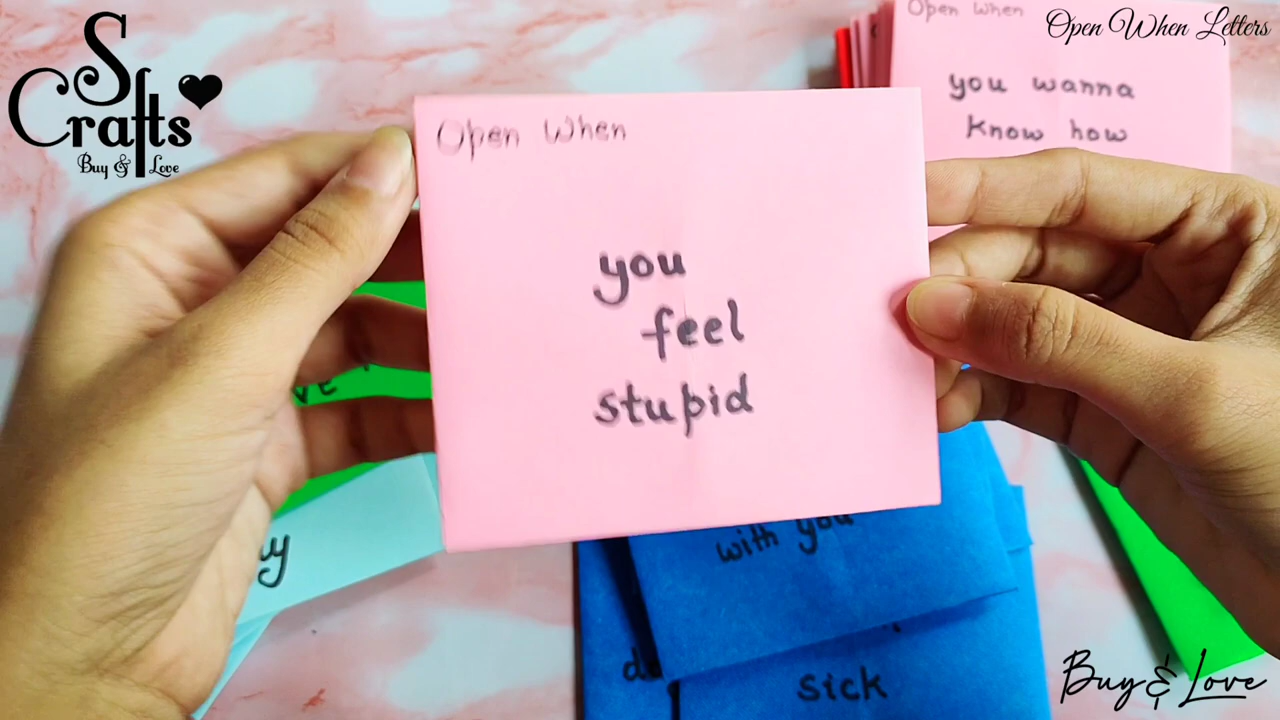 S
Crafts
Buy & Love
Open When Letters
Open When
you wanna
know how
Open When
you
feel
stupid
with you
sick
Buy & Love